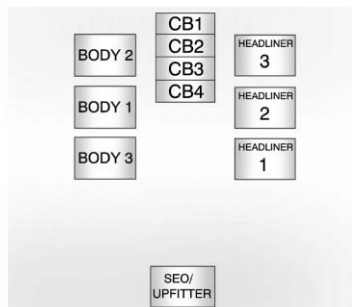 CB1
CB2
CB3
CB4
BODY 2
BODY 1
BODY 3
HEADLINER
3
HEADLINER
2
HEADLINER
1
SEO/
UPFITTER